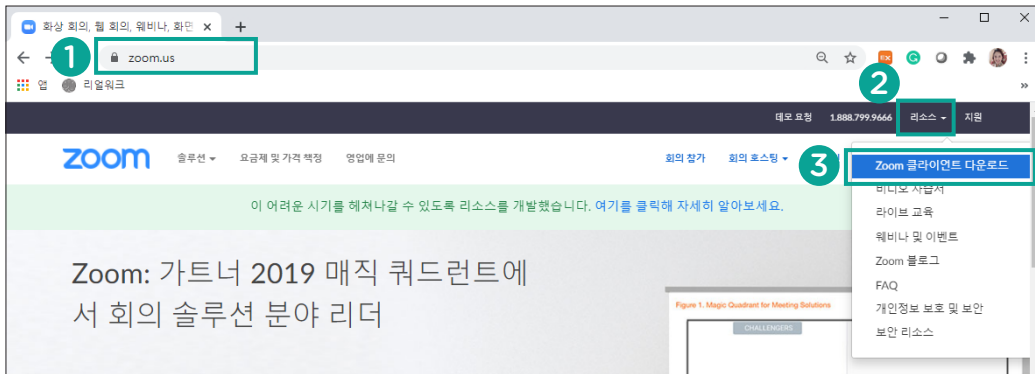 화상 회의, 웹 회의, 웨비나, 화면
1
zoom.us
앱 리얼워크
2
데모 요청 1.888.799.9666 리소스 지원
zoom 솔루션 요금제 및 가격 책정 영업에 문의 회의 참가 회의 호스팅
3
Zoom 클라이언트 다운로드
비디오 자습서
라이브 교육
웨비나 및 이벤트
Zoom 블로그
FAQ
개인정보 보호 및 보안
보안 리소스
이 어려운 시기를 헤쳐나갈 수 있도록 리소스를 개발했습니다. 여기를 클릭해 자세히 알아보세요.
Zoom: 가트너 2019 매직 쿼드런트에
서 회의 솔루션 분야 리더
Figure 1. Magic Quadrant for Meeting Solutions
CHALLENGERS